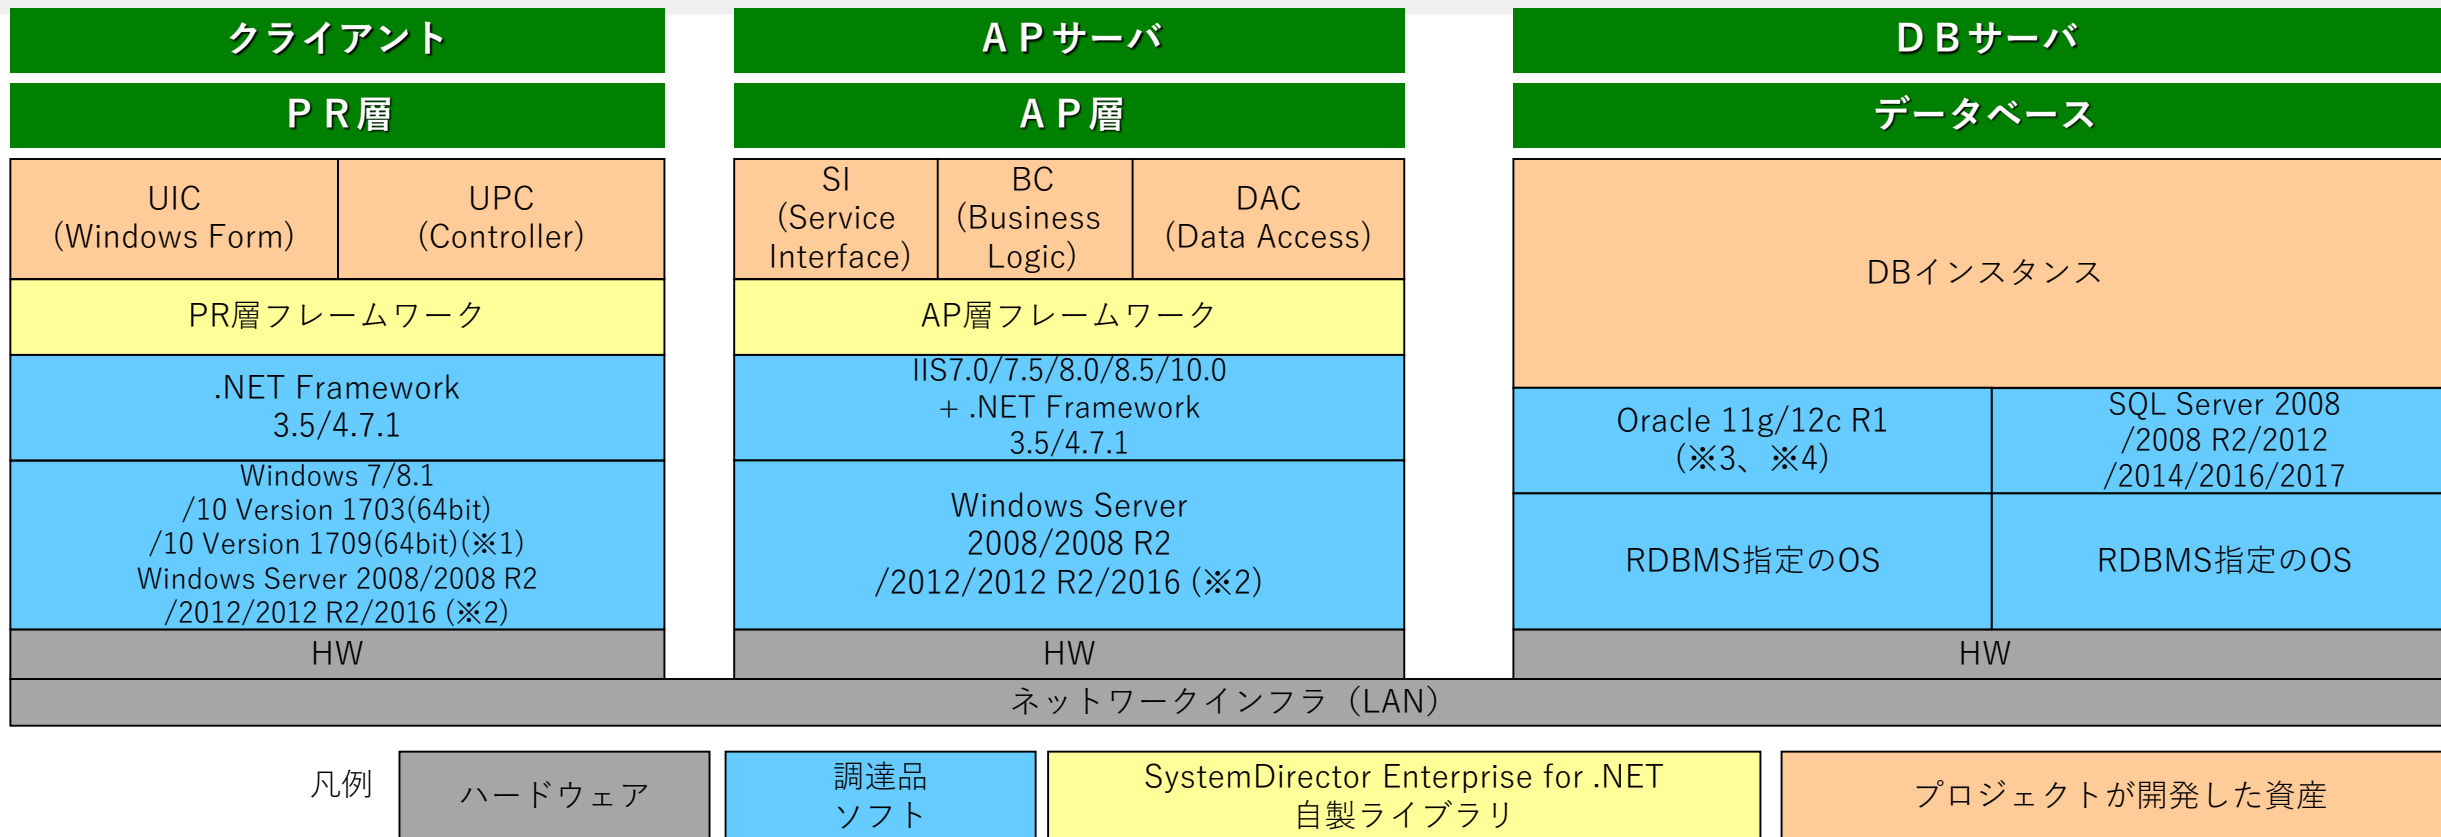 クライアント
ＡＰサーバ
ＤＢサーバ
ＰＲ層
ＡＰ層
データベース
UIC
(Windows Form)
UPC
(Controller)
SI
(Service
Interface)
BC
(Business
Logic)
DAC
(Data Access)
DBインスタンス
PR層フレームワーク
AP層フレームワーク
.NET Framework
3.5/4.7.1
IIS7.0/7.5/8.0/8.5/10.0
+ .NET Framework
3.5/4.7.1
Oracle 11g/12c R1
(※3、※4)
SQL Server 2008
/2008 R2/2012
/2014/2016/2017
Windows 7/8.1
/10 Version 1703(64bit)
/10 Version 1709(64bit)(※1)
Windows Server 2008/2008 R2
/2012/2012 R2/2016 (※2)
Windows Server
2008/2008 R2
/2012/2012 R2/2016 (※2)
RDBMS指定のOS
RDBMS指定のOS
HW
HW
HW
ネットワークインフラ（LAN）
凡例
ハードウェア
調達品
ソフト
SystemDirector Enterprise for .NET
自製ライブラリ
プロジェクトが開発した資産